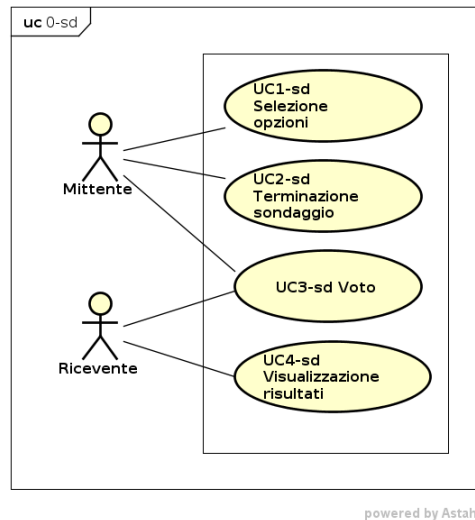 uc 0-sd
UC1-sd
Selezione
opzioni
Mittente
UC2-sd
Terminazione
sondaggio
UC3-sd Voto
Ricevente
UC4-sd
Visualizzazione
risultati
powered by Astah